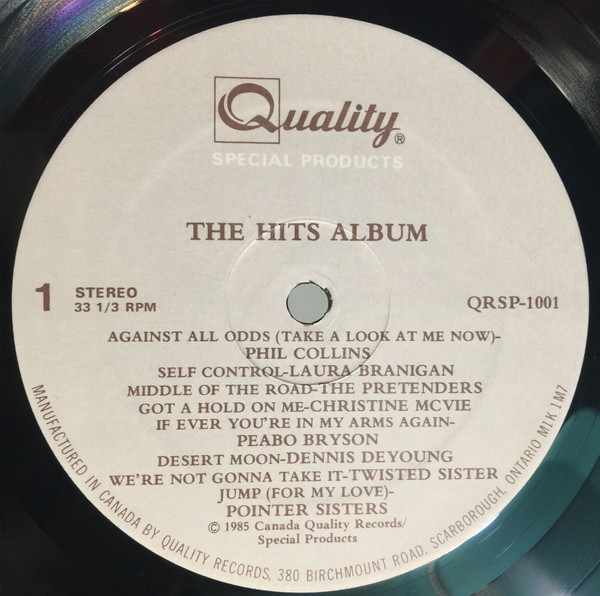 Quality®
SPECIAL PRODUCTS
THE HITS ALBUM
1
STEREO
33 1/3 RPM
QRSP-1001
AGAINST ALL ODDS (TAKE A LOOK AT ME NOW)-
PHIL COLLINS
SELF CONTROL-LAURA BRANIGAN
MIDDLE OF THE ROAD-THE PRETENDERS
GOT A HOLD ON ME-CHRISTINE MCVIE
IF EVER YOU'RE IN MY ARMS AGAIN-
PEABO BRYSON
DESERT MOON-DENNIS DEYOUNG
WE'RE NOT GONNA TAKE IT-TWISTED SISTER
JUMP (FOR MY LOVE)-
POINTER SISTERS
© 1985 Canada Quality Records/
Special Products
MANUFACTURED IN CANADA BY QUALITY RECORDS, 380 BIRCHMOUNT ROAD, SCARBOROUGH, ONTARIO M1K 1M7